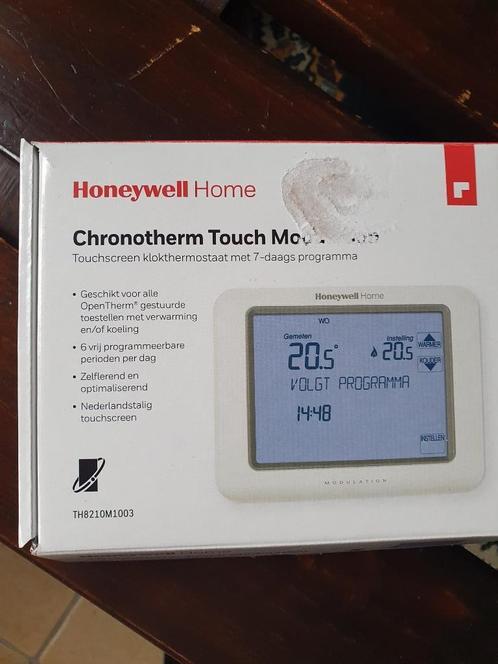 Honeywell Home
Chronotherm Touch
Touchscreen klokthermostaat met 7-daags programma
• Geschikt voor alle
OpenTherm® gestuurde
toestellen met verwarming
en/of koeling
• 6 vrij programmeerbare
perioden per dag
• Zelflerend en
optimaliserend
• Nederlandstalig
touchscreen
TH8210M1003
Honeywell Home
WO
Gemeten
Instelling
20.5°
20.5
WARMER
KOUDER
VOLGT PROGRAMMA
14:48
INSTELLEN
MODULATION